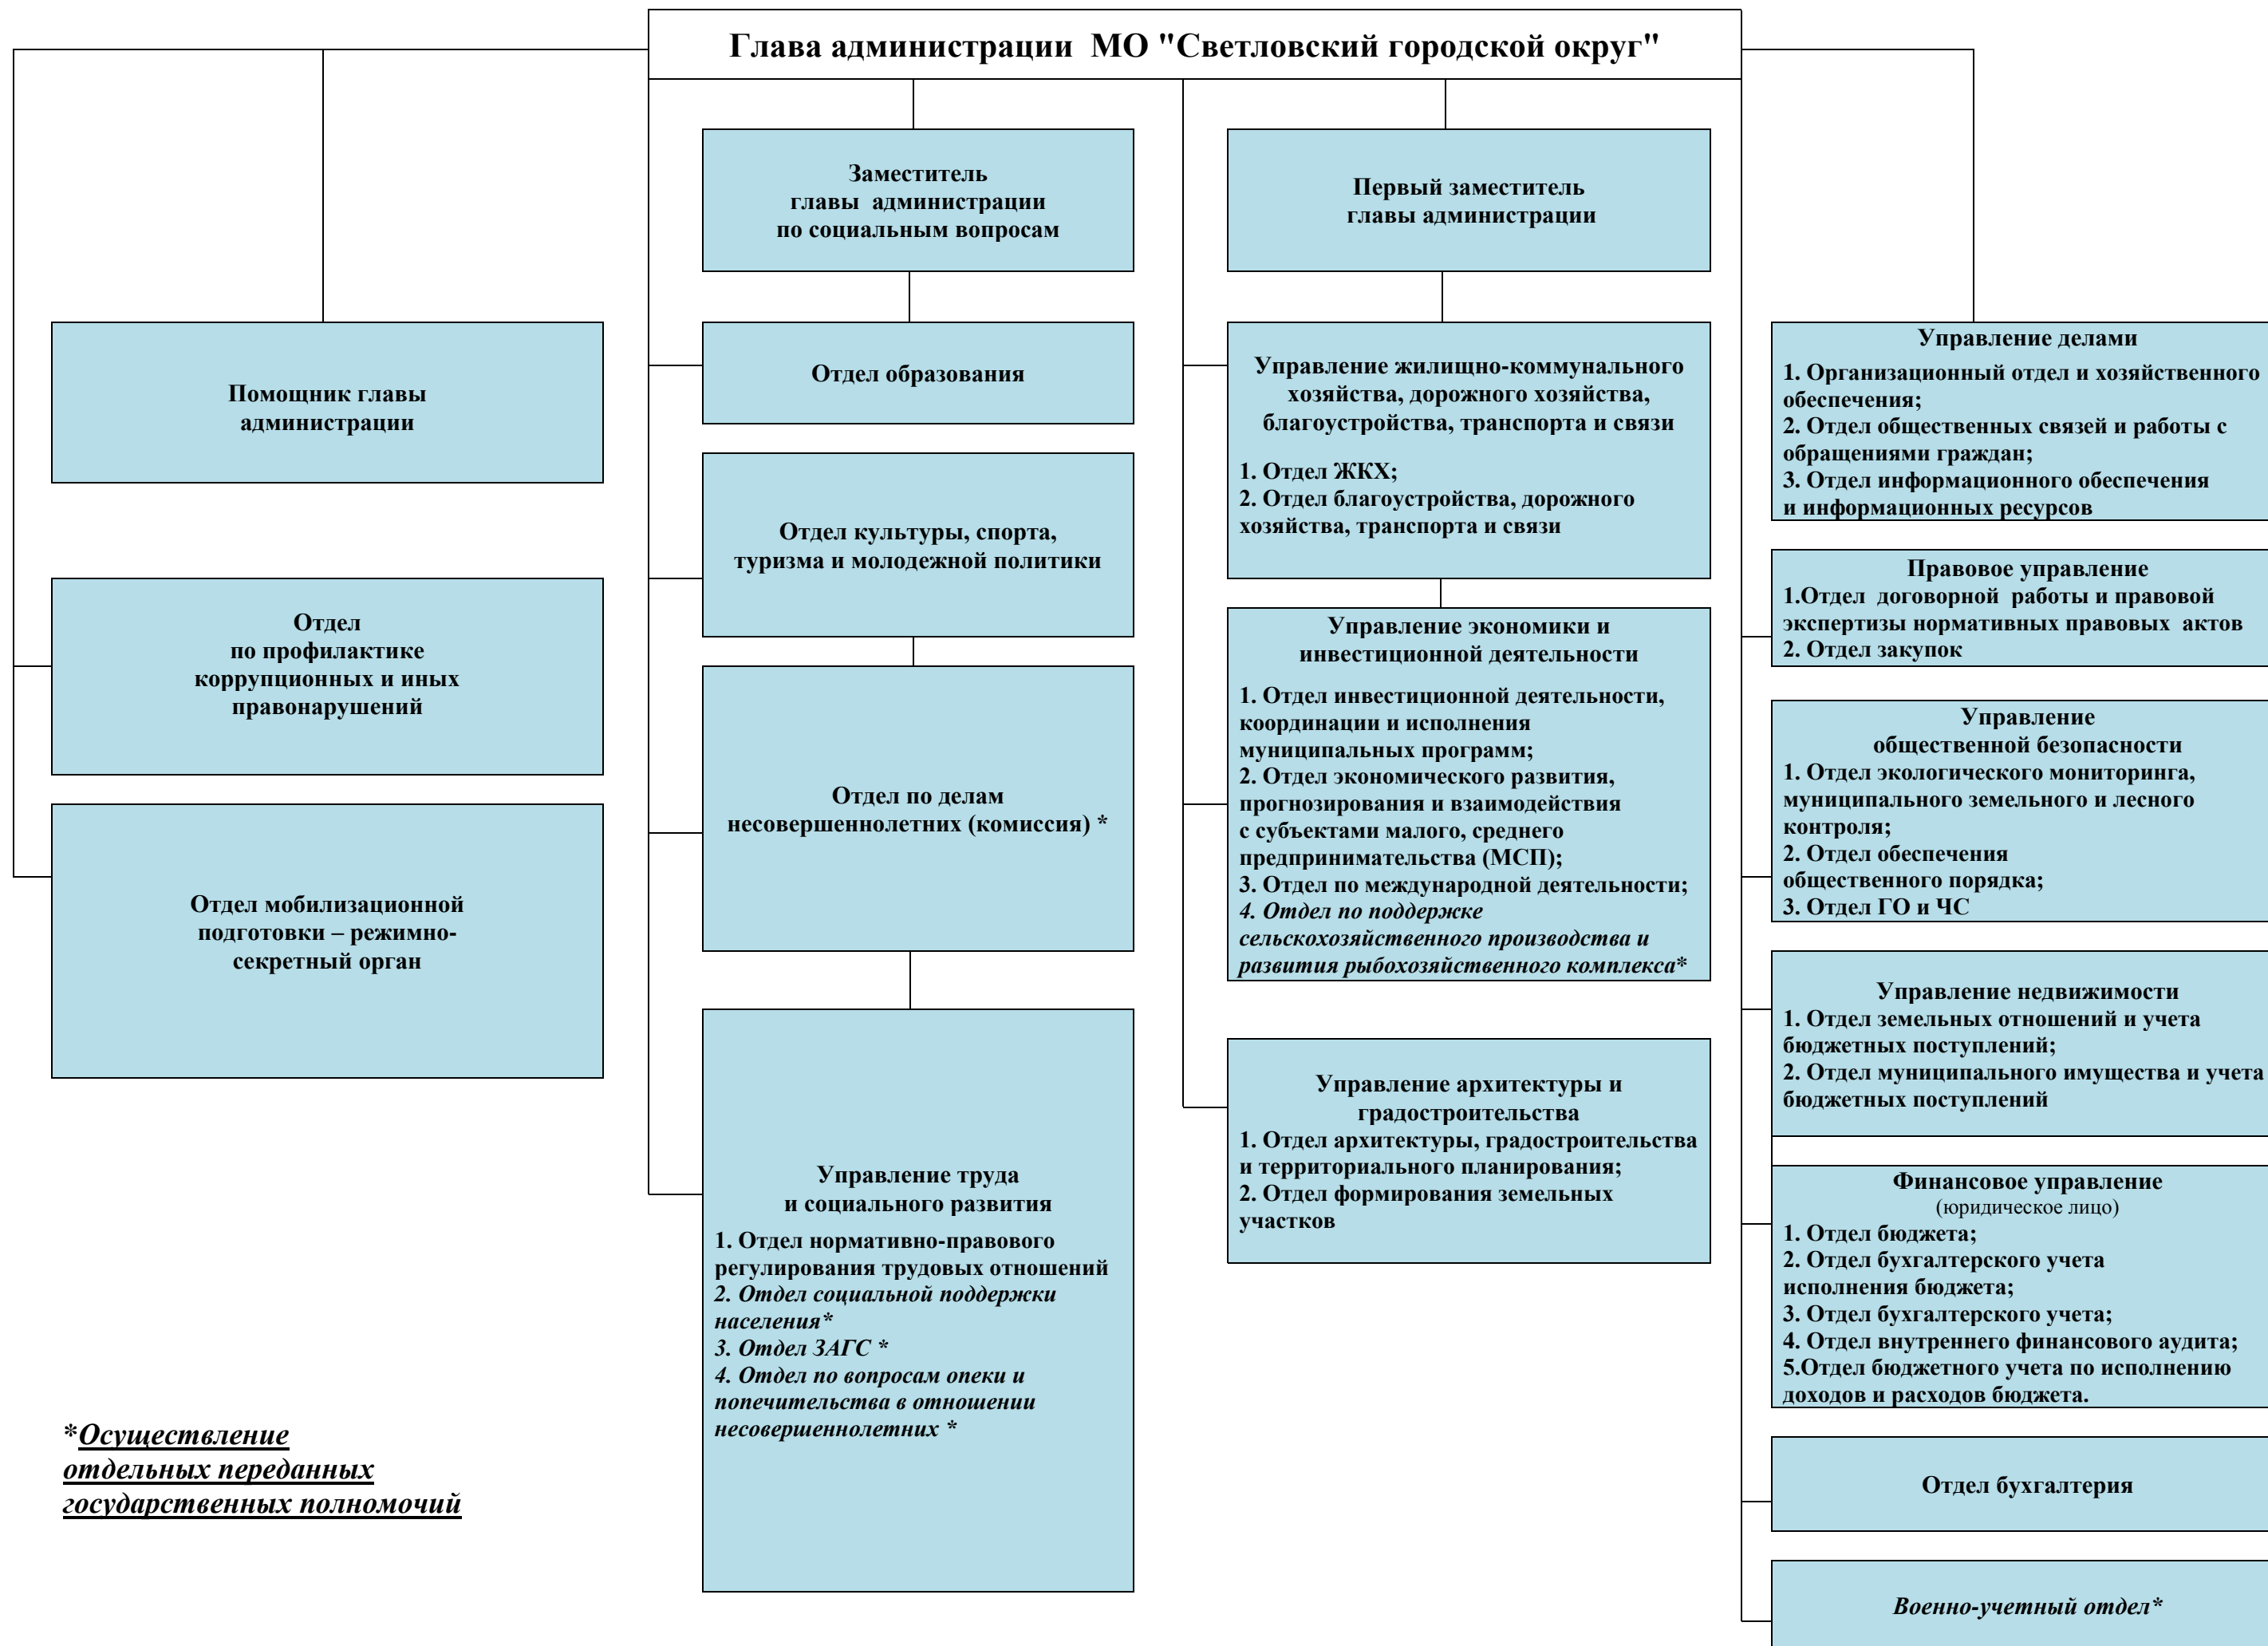 Глава администрации МО "Светловский городской округ"
Помощник главы
администрации
Отдел
по профилактике
коррупционных и иных
правонарушений
Отдел мобилизационной
подготовки – режимно-
секретный орган
*Осуществление
отдельных переданных
государственных полномочий
Заместитель
главы администрации
по социальным вопросам
Отдел образования
Отдел культуры, спорта,
туризма и молодежной политики
Отдел по делам
несовершеннолетних (комиссия) *
Управление труда
и социального развития
1. Отдел нормативно-правового
регулирования трудовых отношений
2. Отдел социальной поддержки
населения*
3. Отдел ЗАГС *
4. Отдел по вопросам опеки и
попечительства в отношении
несовершеннолетних *
Первый заместитель
главы администрации
Управление жилищно-коммунального
хозяйства, дорожного хозяйства,
благоустройства, транспорта и связи
1. Отдел ЖКХ;
2. Отдел благоустройства, дорожного
хозяйства, транспорта и связи
Управление экономики и
инвестиционной деятельности
1. Отдел инвестиционной деятельности,
координации и исполнения
муниципальных программ;
2. Отдел экономического развития,
прогнозирования и взаимодействия
с субъектами малого, среднего
предпринимательства (МСП);
3. Отдел по международной деятельности;
4. Отдел по поддержке
сельскохозяйственного производства и
развития рыбохозяйственного комплекса*
Управление архитектуры и
градостроительства
1. Отдел архитектуры, градостроительства
и территориального планирования;
2. Отдел формирования земельных
участков
Управление делами
1. Организационный отдел и хозяйственного
обеспечения;
2. Отдел общественных связей и работы с
обращениями граждан;
3. Отдел информационного обеспечения
и информационных ресурсов
Правовое управление
1.Отдел договорной работы и правовой
экспертизы нормативных правовых актов
2. Отдел закупок
Управление
общественной безопасности
1. Отдел экологического мониторинга,
муниципального земельного и лесного
контроля;
2. Отдел обеспечения
общественного порядка;
3. Отдел ГО и ЧС
Управление недвижимости
1. Отдел земельных отношений и учета
бюджетных поступлений;
2. Отдел муниципального имущества и учета
бюджетных поступлений
Финансовое управление
(юридическое лицо)
1. Отдел бюджета;
2. Отдел бухгалтерского учета
исполнения бюджета;
3. Отдел бухгалтерского учета;
4. Отдел внутреннего финансового аудита;
5.Отдел бюджетного учета по исполнению
доходов и расходов бюджета.
Отдел бухгалтерия
Военно-учетный отдел*